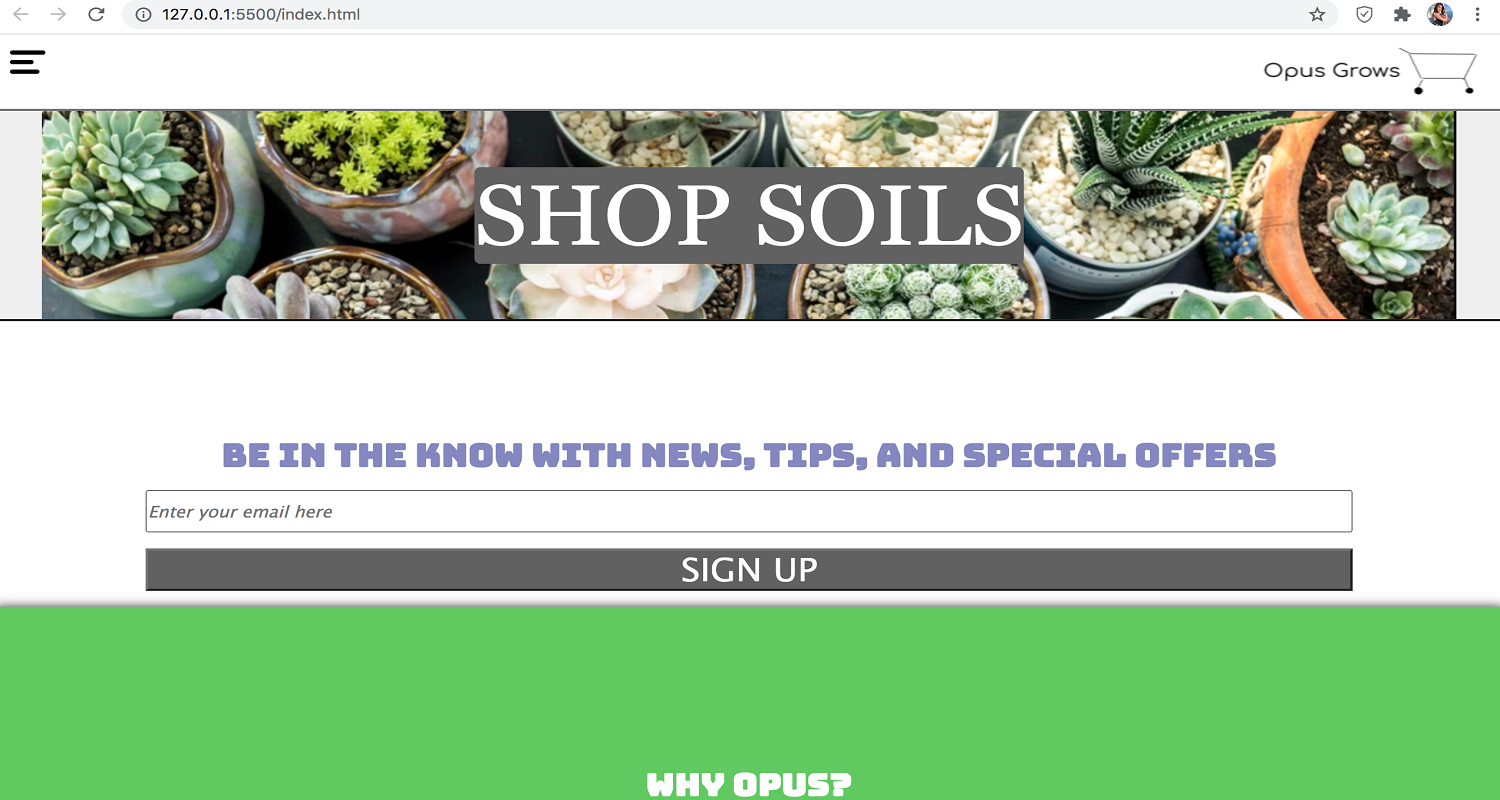 127.0.0.1:5500/index.html
Opus Grows
SHOP SOILS
BE IN THE KNOW WITH NEWS, TIPS, AND SPECIAL OFFERS
Enter your email here
SIGN UP
WHY OPUS?